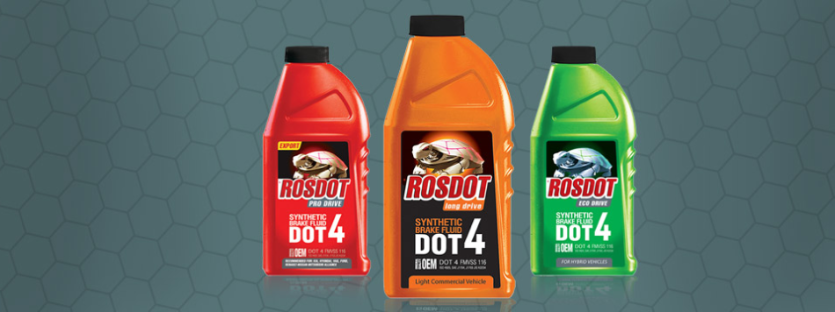 EXPORT
ROSDOT
PRO DRIVE
SYNTHETIC
BRAKE FLUID
DOT 4
OEM DOT 4 FMVSS 116
ROSDOT
long drive
SYNTHETIC
BRAKE FLUID
DOT 4
OEM DOT 4 FMVSS 116
Light Commercial Vehicle
ROSDOT
ECO DRIVE
SYNTHETIC
BRAKE FLUID
DOT 4
OEM DOT 4 FMVSS 116
FOR HYBRID VEHICLES